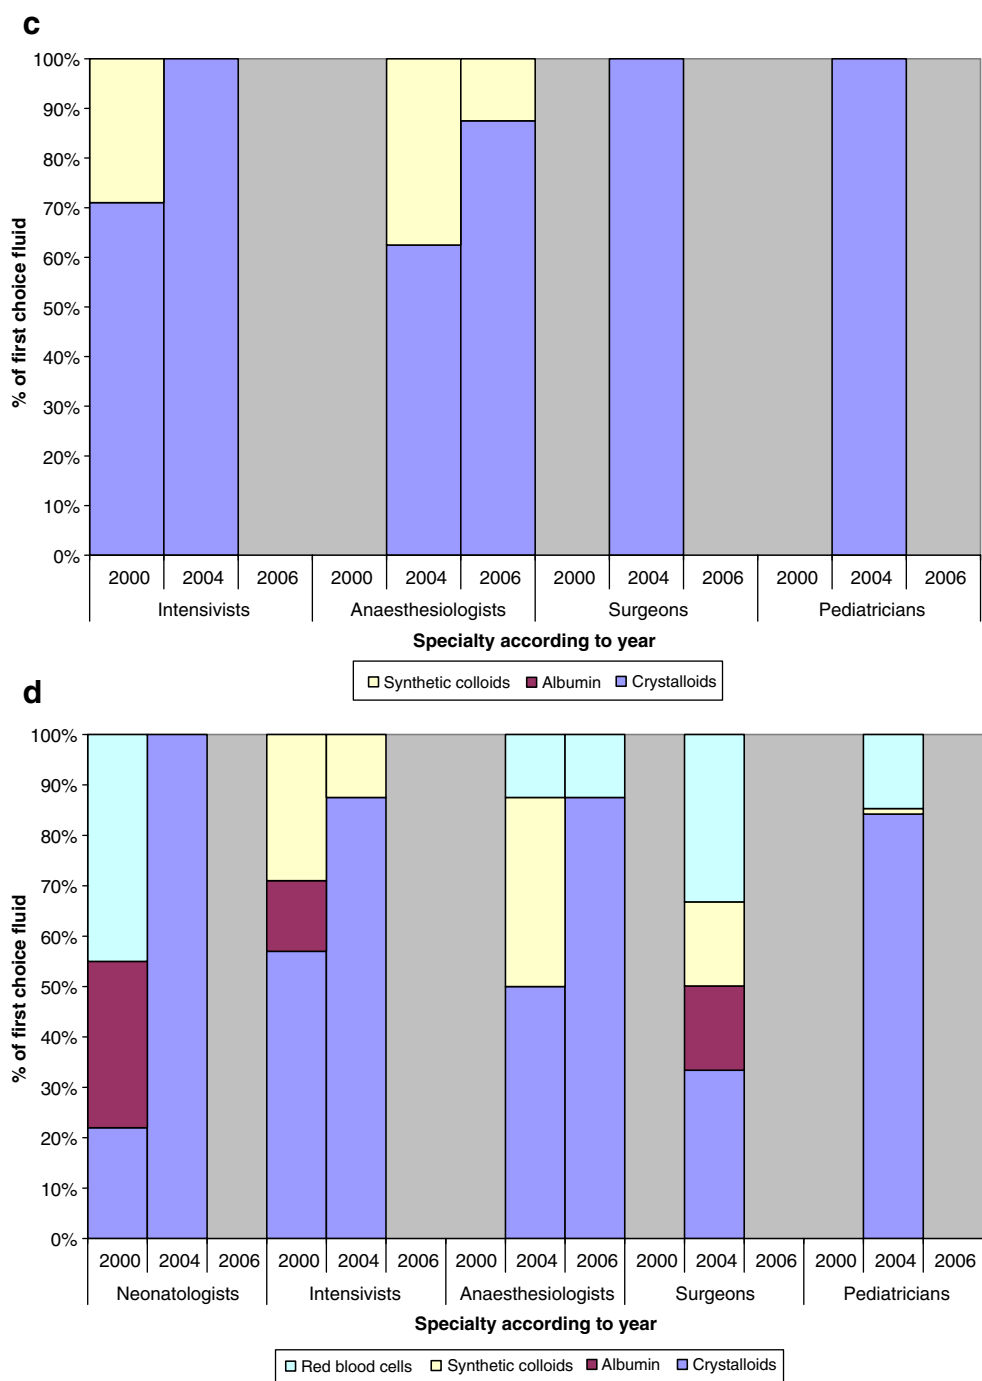 c
100%
90%
80%
70%
60%
50%
40%
30%
20%
10%
0%
% of first choice fluid
2000 2004 2006 2000 2004 2006 2000 2004 2006 2000 2004 2006
Intensivists Anaesthesiologists Surgeons Pediatricians
Specialty according to year
Synthetic colloids Albumin Crystalloids
d
100%
90%
80%
70%
60%
50%
40%
30%
20%
10%
0%
% of first choice fluid
2000 2004 2006 2000 2004 2006 2000 2004 2006 2000 2004 2006 2000 2004 2006
Neonatologists Intensivists Anaesthesiologists Surgeons Pediatricians
Specialty according to year
Red blood cells Synthetic colloids Albumin Crystalloids